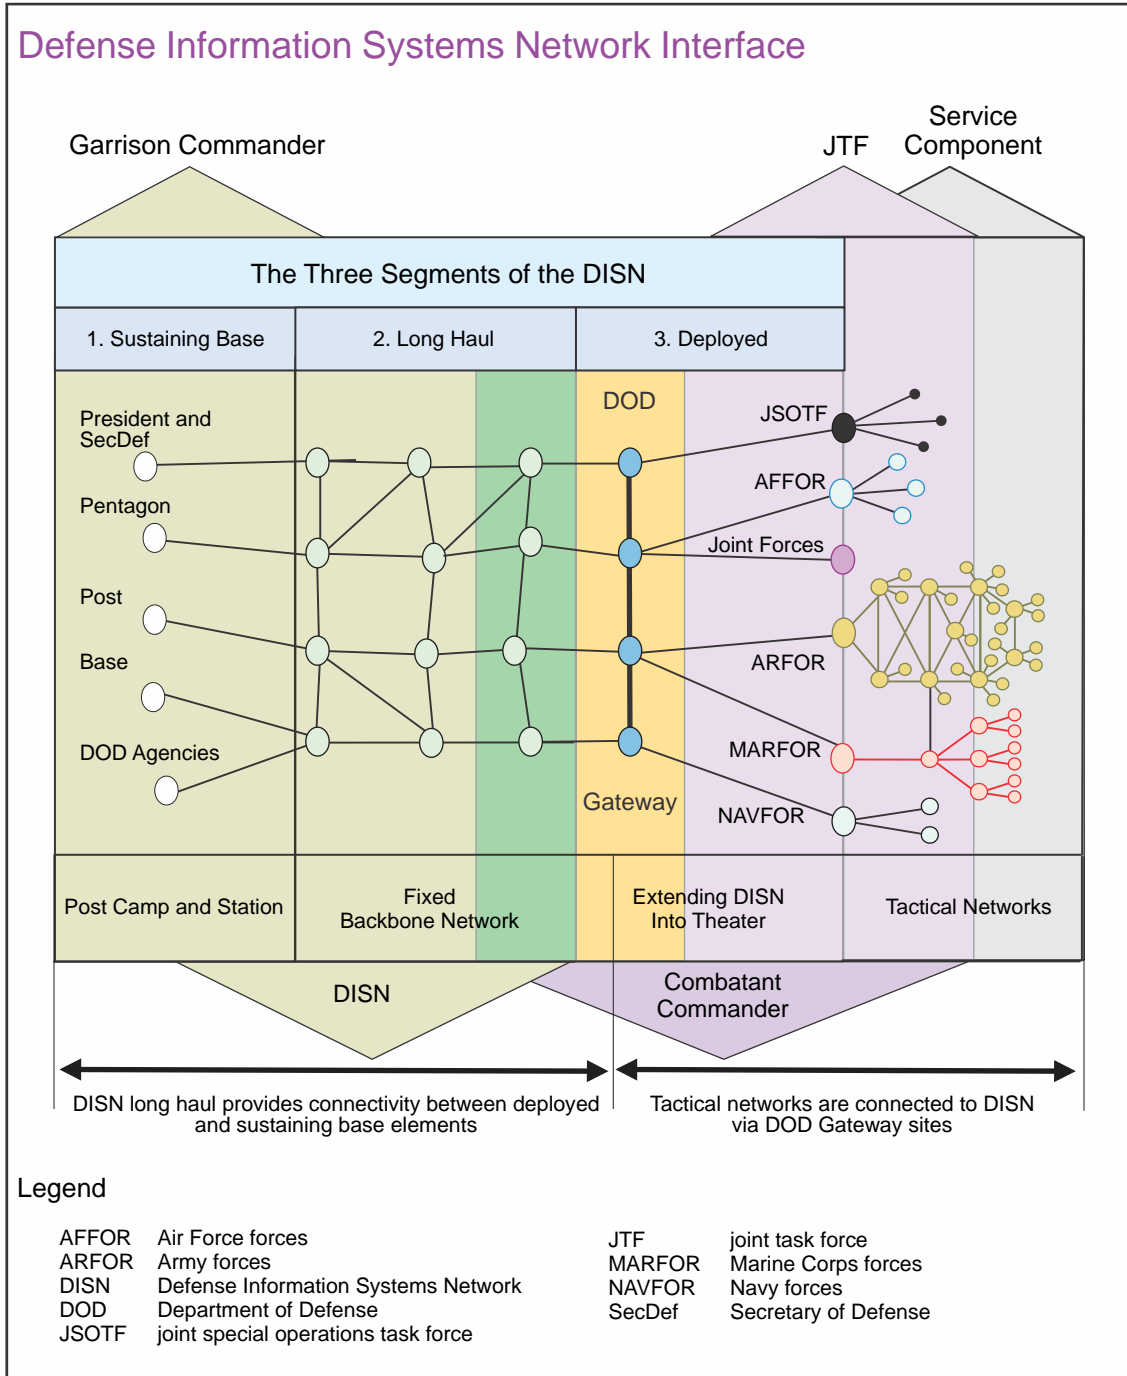 Defense Information Systems Network Interface
Garrison Commander
JTF
Service
Component
The Three Segments of the DISN
1. Sustaining Base
2. Long Haul
3. Deployed
President and
SecDef
Pentagon
Post
Base
DOD Agencies
DOD
Gateway
JSOTF
AFFOR
Joint Forces
ARFOR
MARFOR
NAVFOR
Post Camp and Station
Fixed
Backbone Network
Extending DISN
Into Theater
Tactical Networks
DISN
Combatant
Commander
DISN long haul provides connectivity between deployed
and sustaining base elements
Tactical networks are connected to DISN
via DOD Gateway sites
Legend
AFFOR Air Force forces
ARFOR Army forces
DISN Defense Information Systems Network
DOD Department of Defense
JSOTF joint special operations task force
JTF joint task force
MARFOR Marine Corps forces
NAVFOR Navy forces
SecDef Secretary of Defense